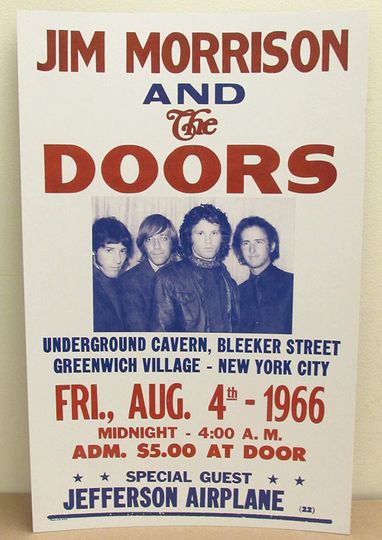 JIM MORRISON
AND
The
DOORS
UNDERGROUND CAVERN, BLEEKER STREET
GREENWICH VILLAGE - NEW YORK CITY
FRI., AUG. 4th - 1966
MIDNIGHT - 4:00 A. M.
ADM. $5.00 AT DOOR
★ ★ SPECIAL GUEST ★ ★
JEFFERSON AIRPLANE (22)